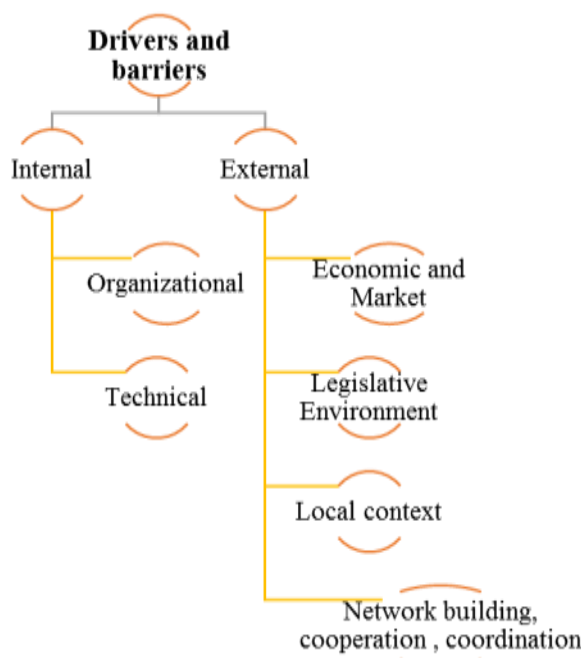 Drivers and
barriers
Internal
External
Organizational
Technical
Economic and
Market
Legislative
Environment
Local context
Network building,
cooperation , coordination